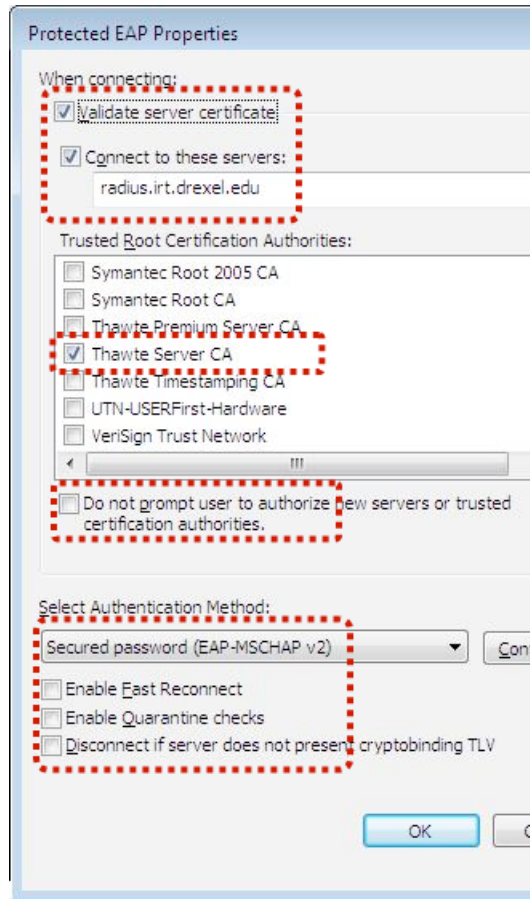 Protected EAP Properties
When connecting:
Validate server certificate
Connect to these servers:
radius.irt.drexel.edu
Trusted Root Certification Authorities:
Symantec Root 2005 CA
Symantec Root CA
Thawte Premium Server CA
Thawte Server CA
Thawte Timestamping CA
UTN-USERFirst-Hardware
VeriSign Trust Network
Do not prompt user to authorize new servers or trusted
certification authorities.
Select Authentication Method:
Secured password (EAP-MSCHAP v2)
Enable Fast Reconnect
Enable Quarantine checks
Disconnect if server does not present cryptobinding TLV
OK